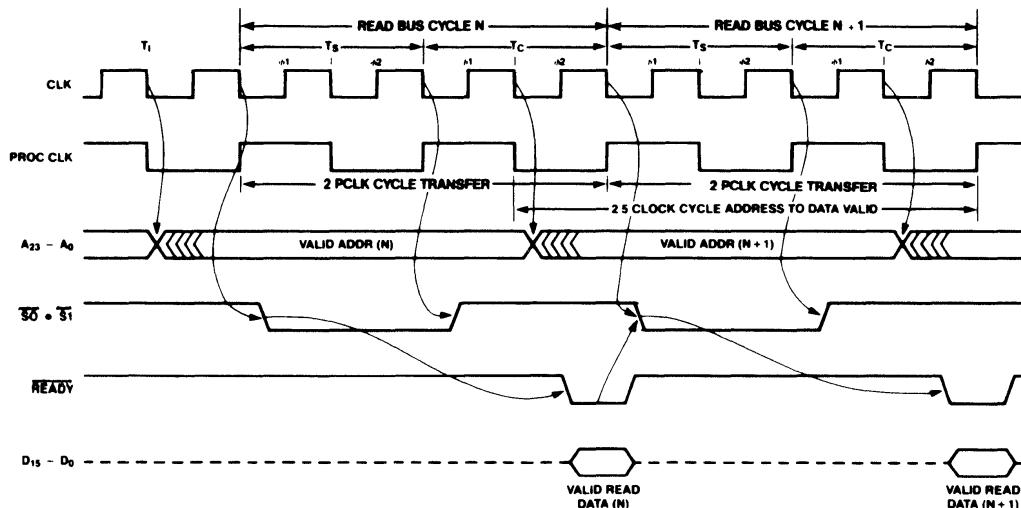 READ BUS CYCLE N
READ BUS CYCLE N + 1
TI
TS
TC
TS
TC
ϕ1
ϕ2
ϕ1
ϕ2
ϕ1
ϕ2
ϕ1
ϕ2
CLK
PROC CLK
2 PCLK CYCLE TRANSFER
2 PCLK CYCLE TRANSFER
2 5 CLOCK CYCLE ADDRESS TO DATA VALID
A23 – A0
VALID ADDR (N)
VALID ADDR (N + 1)
S0 • S1
READY
D15 – D0
VALID READ
DATA (N)
VALID READ
DATA (N + 1)